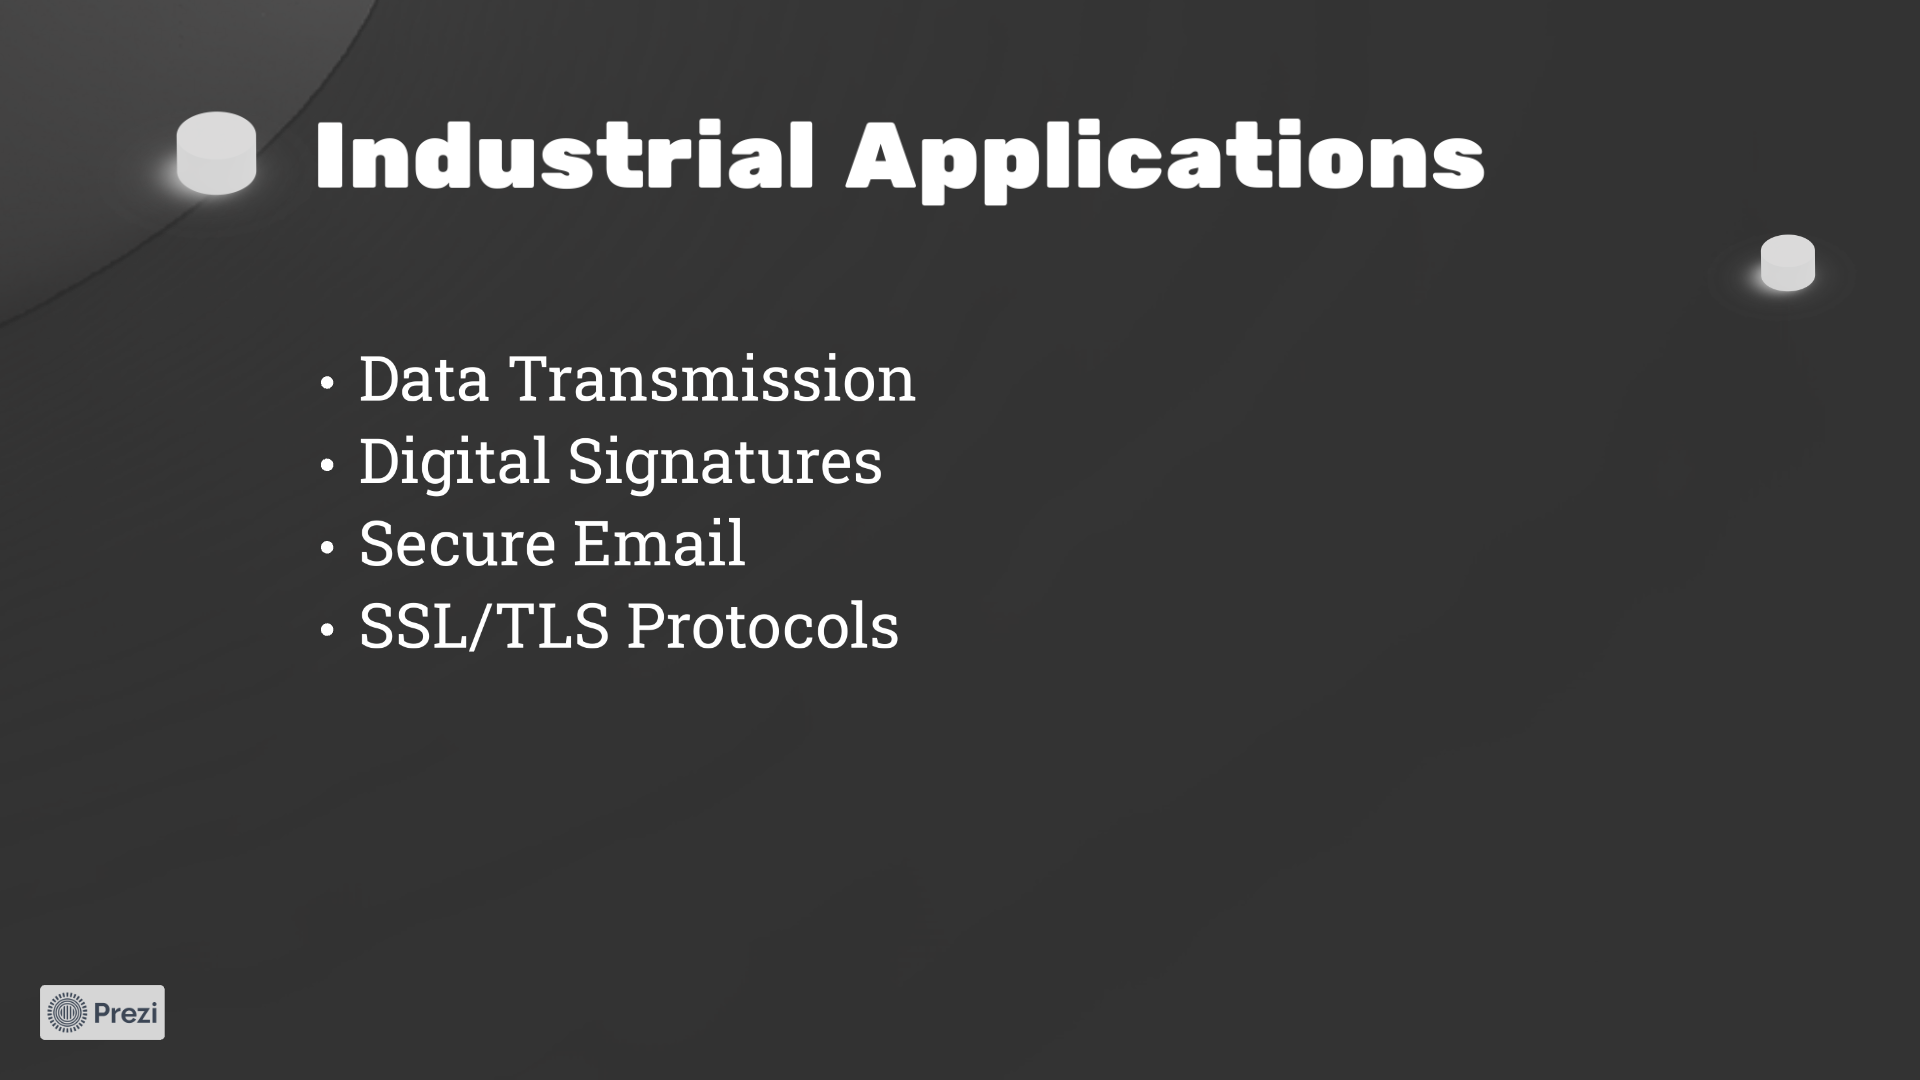 Industrial Applications
• Data Transmission
• Digital Signatures
• Secure Email
• SSL/TLS Protocols
Prezi